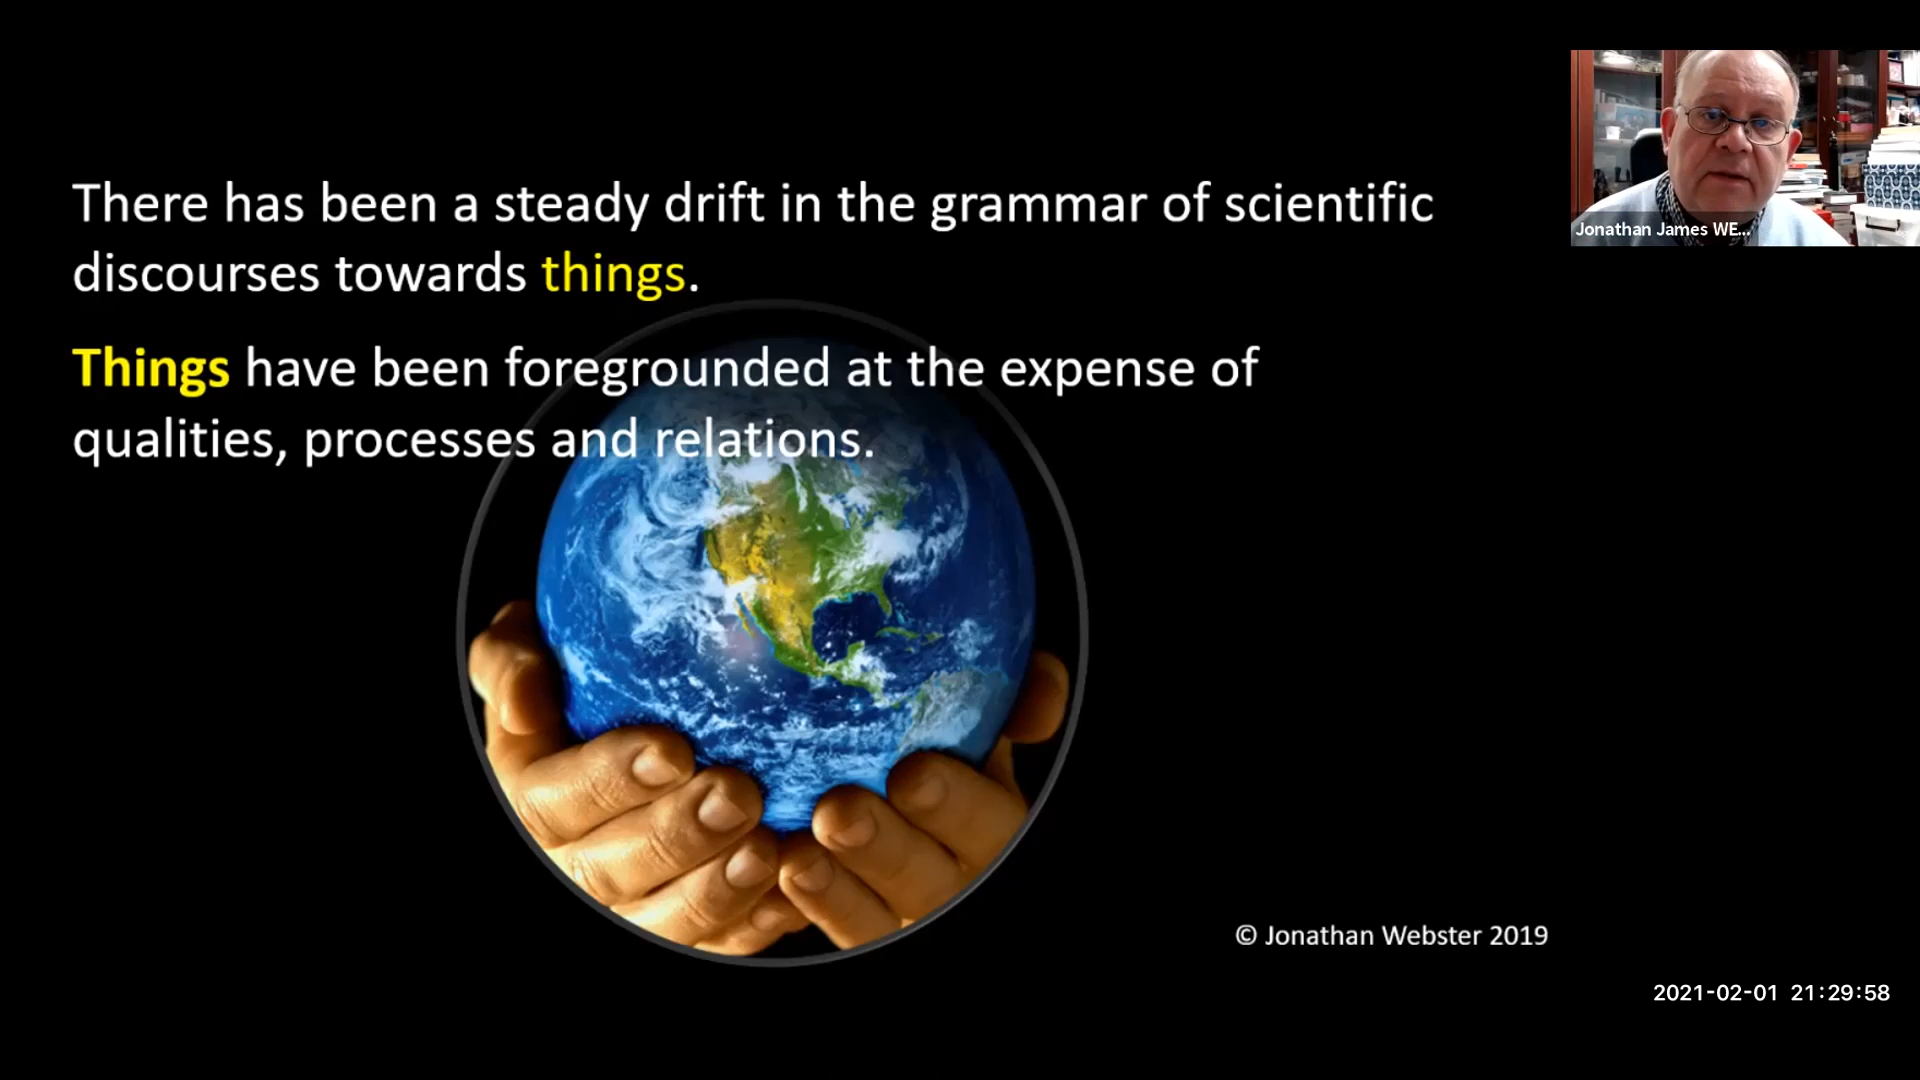 There has been a steady drift in the grammar of scientific
discourses towards things.
Things have been foregrounded at the expense of
qualities, processes and relations.
Jonathan James WE...
© Jonathan Webster 2019
2021-02-01 21:29:58